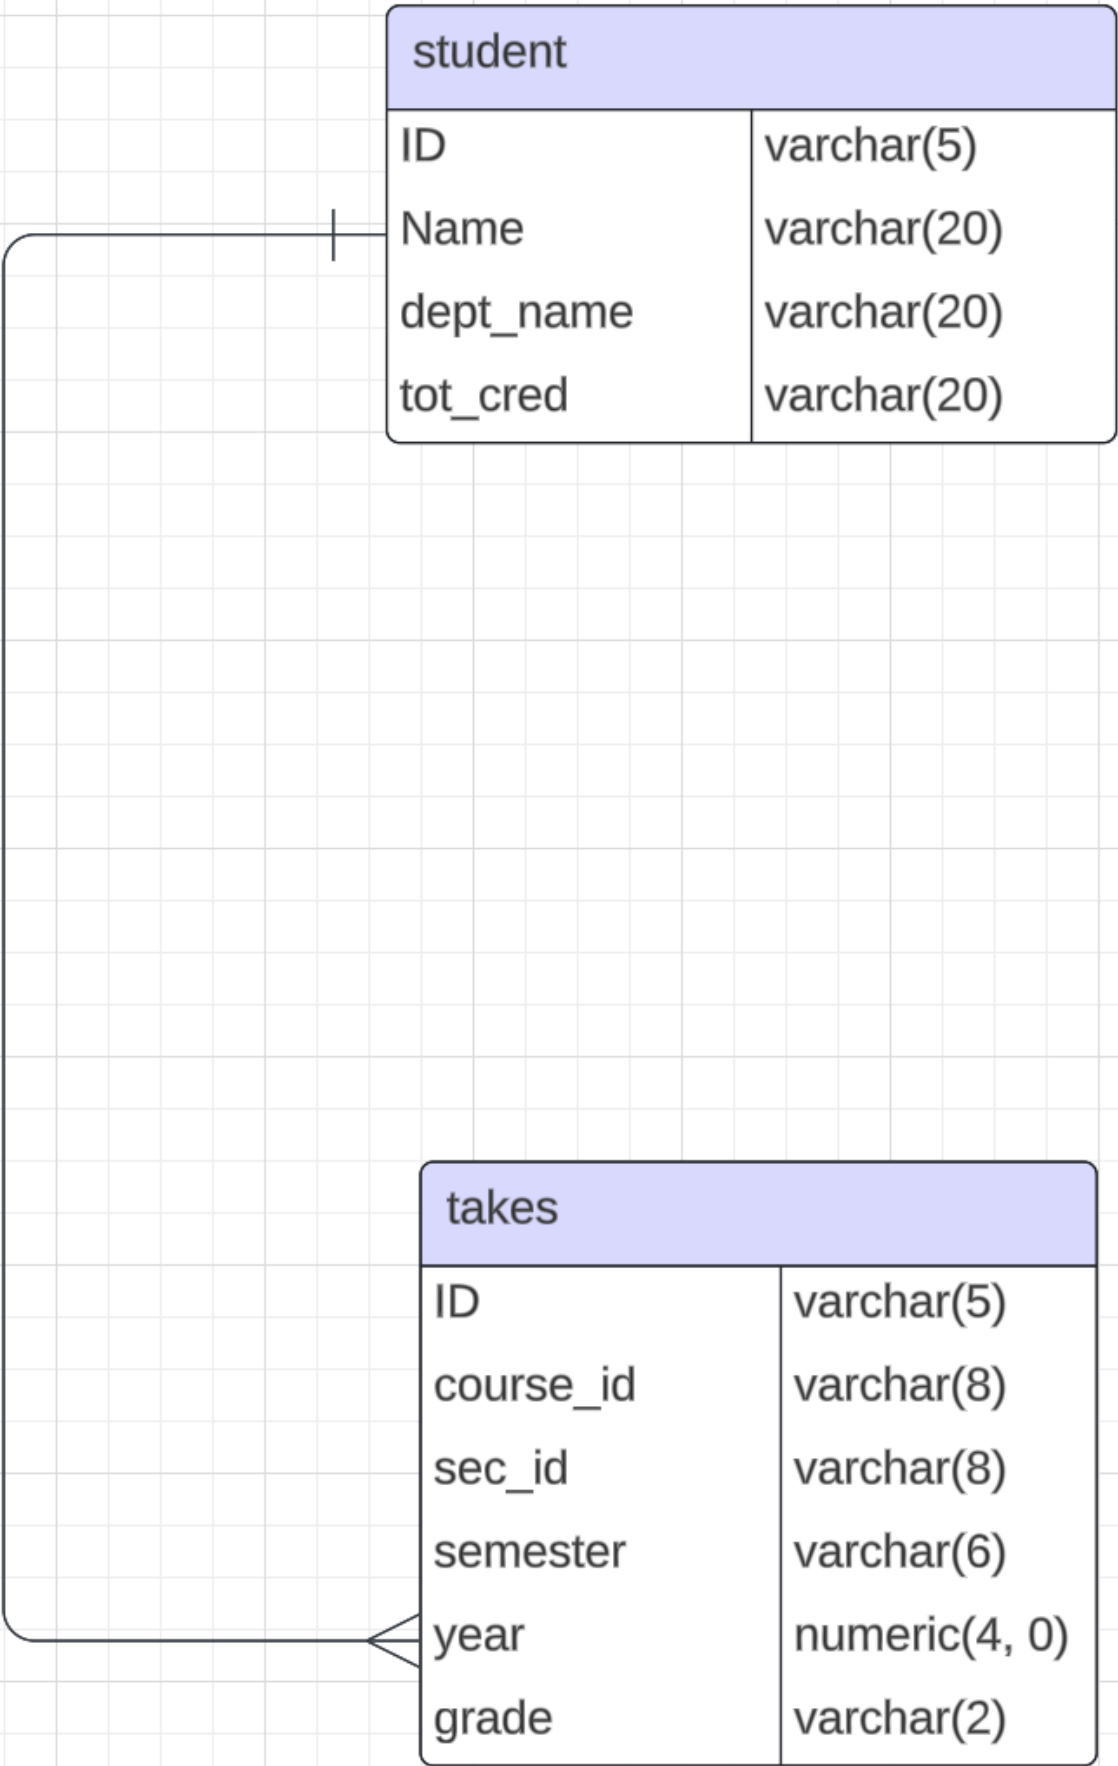 student
ID varchar(5)
Name varchar(20)
dept_name varchar(20)
tot_cred varchar(20)
takes
ID varchar(5)
course_id varchar(8)
sec_id varchar(8)
semester varchar(6)
year numeric(4, 0)
grade varchar(2)